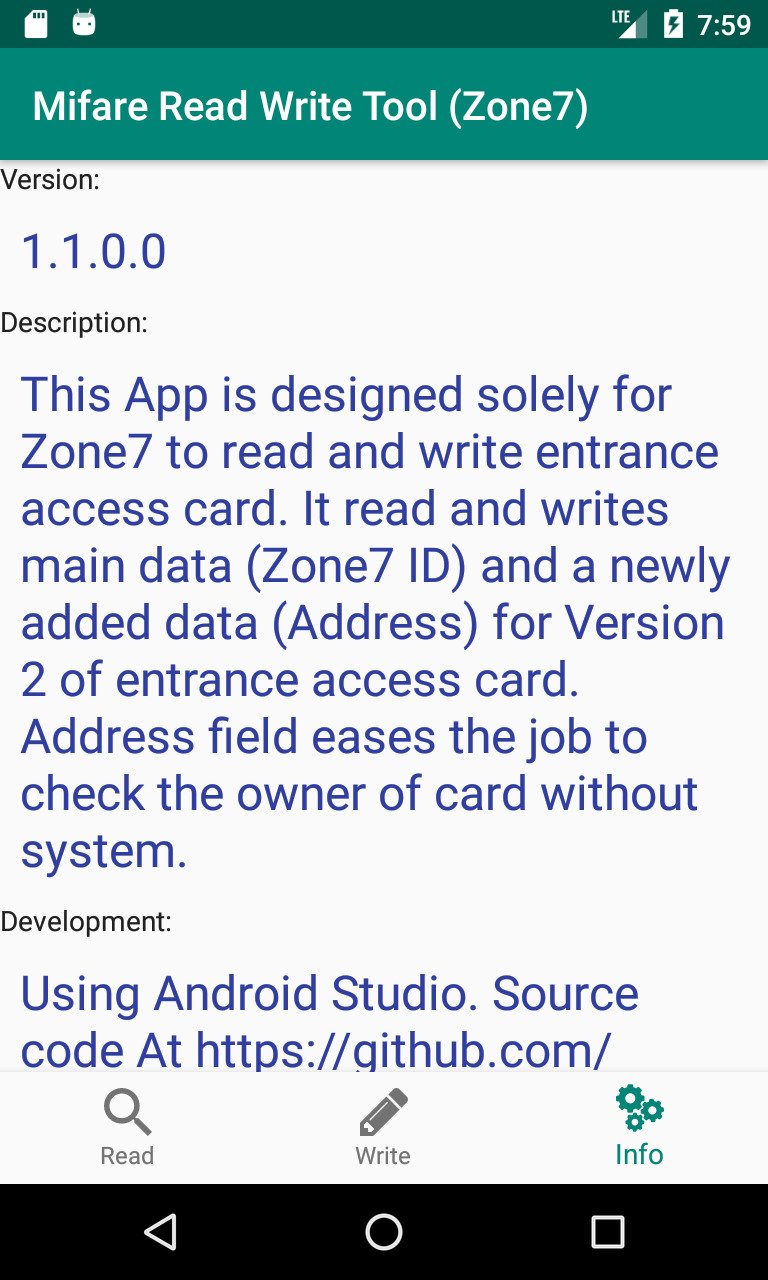 LTE 7:59
Mifare Read Write Tool (Zone7)
Version:
1.1.0.0
Description:
This App is designed solely for
Zone7 to read and write entrance
access card. It read and writes
main data (Zone7 ID) and a newly
added data (Address) for Version
2 of entrance access card.
Address field eases the job to
check the owner of card without
system.
Development:
Using Android Studio. Source
code At https://github.com/
Read Write Info